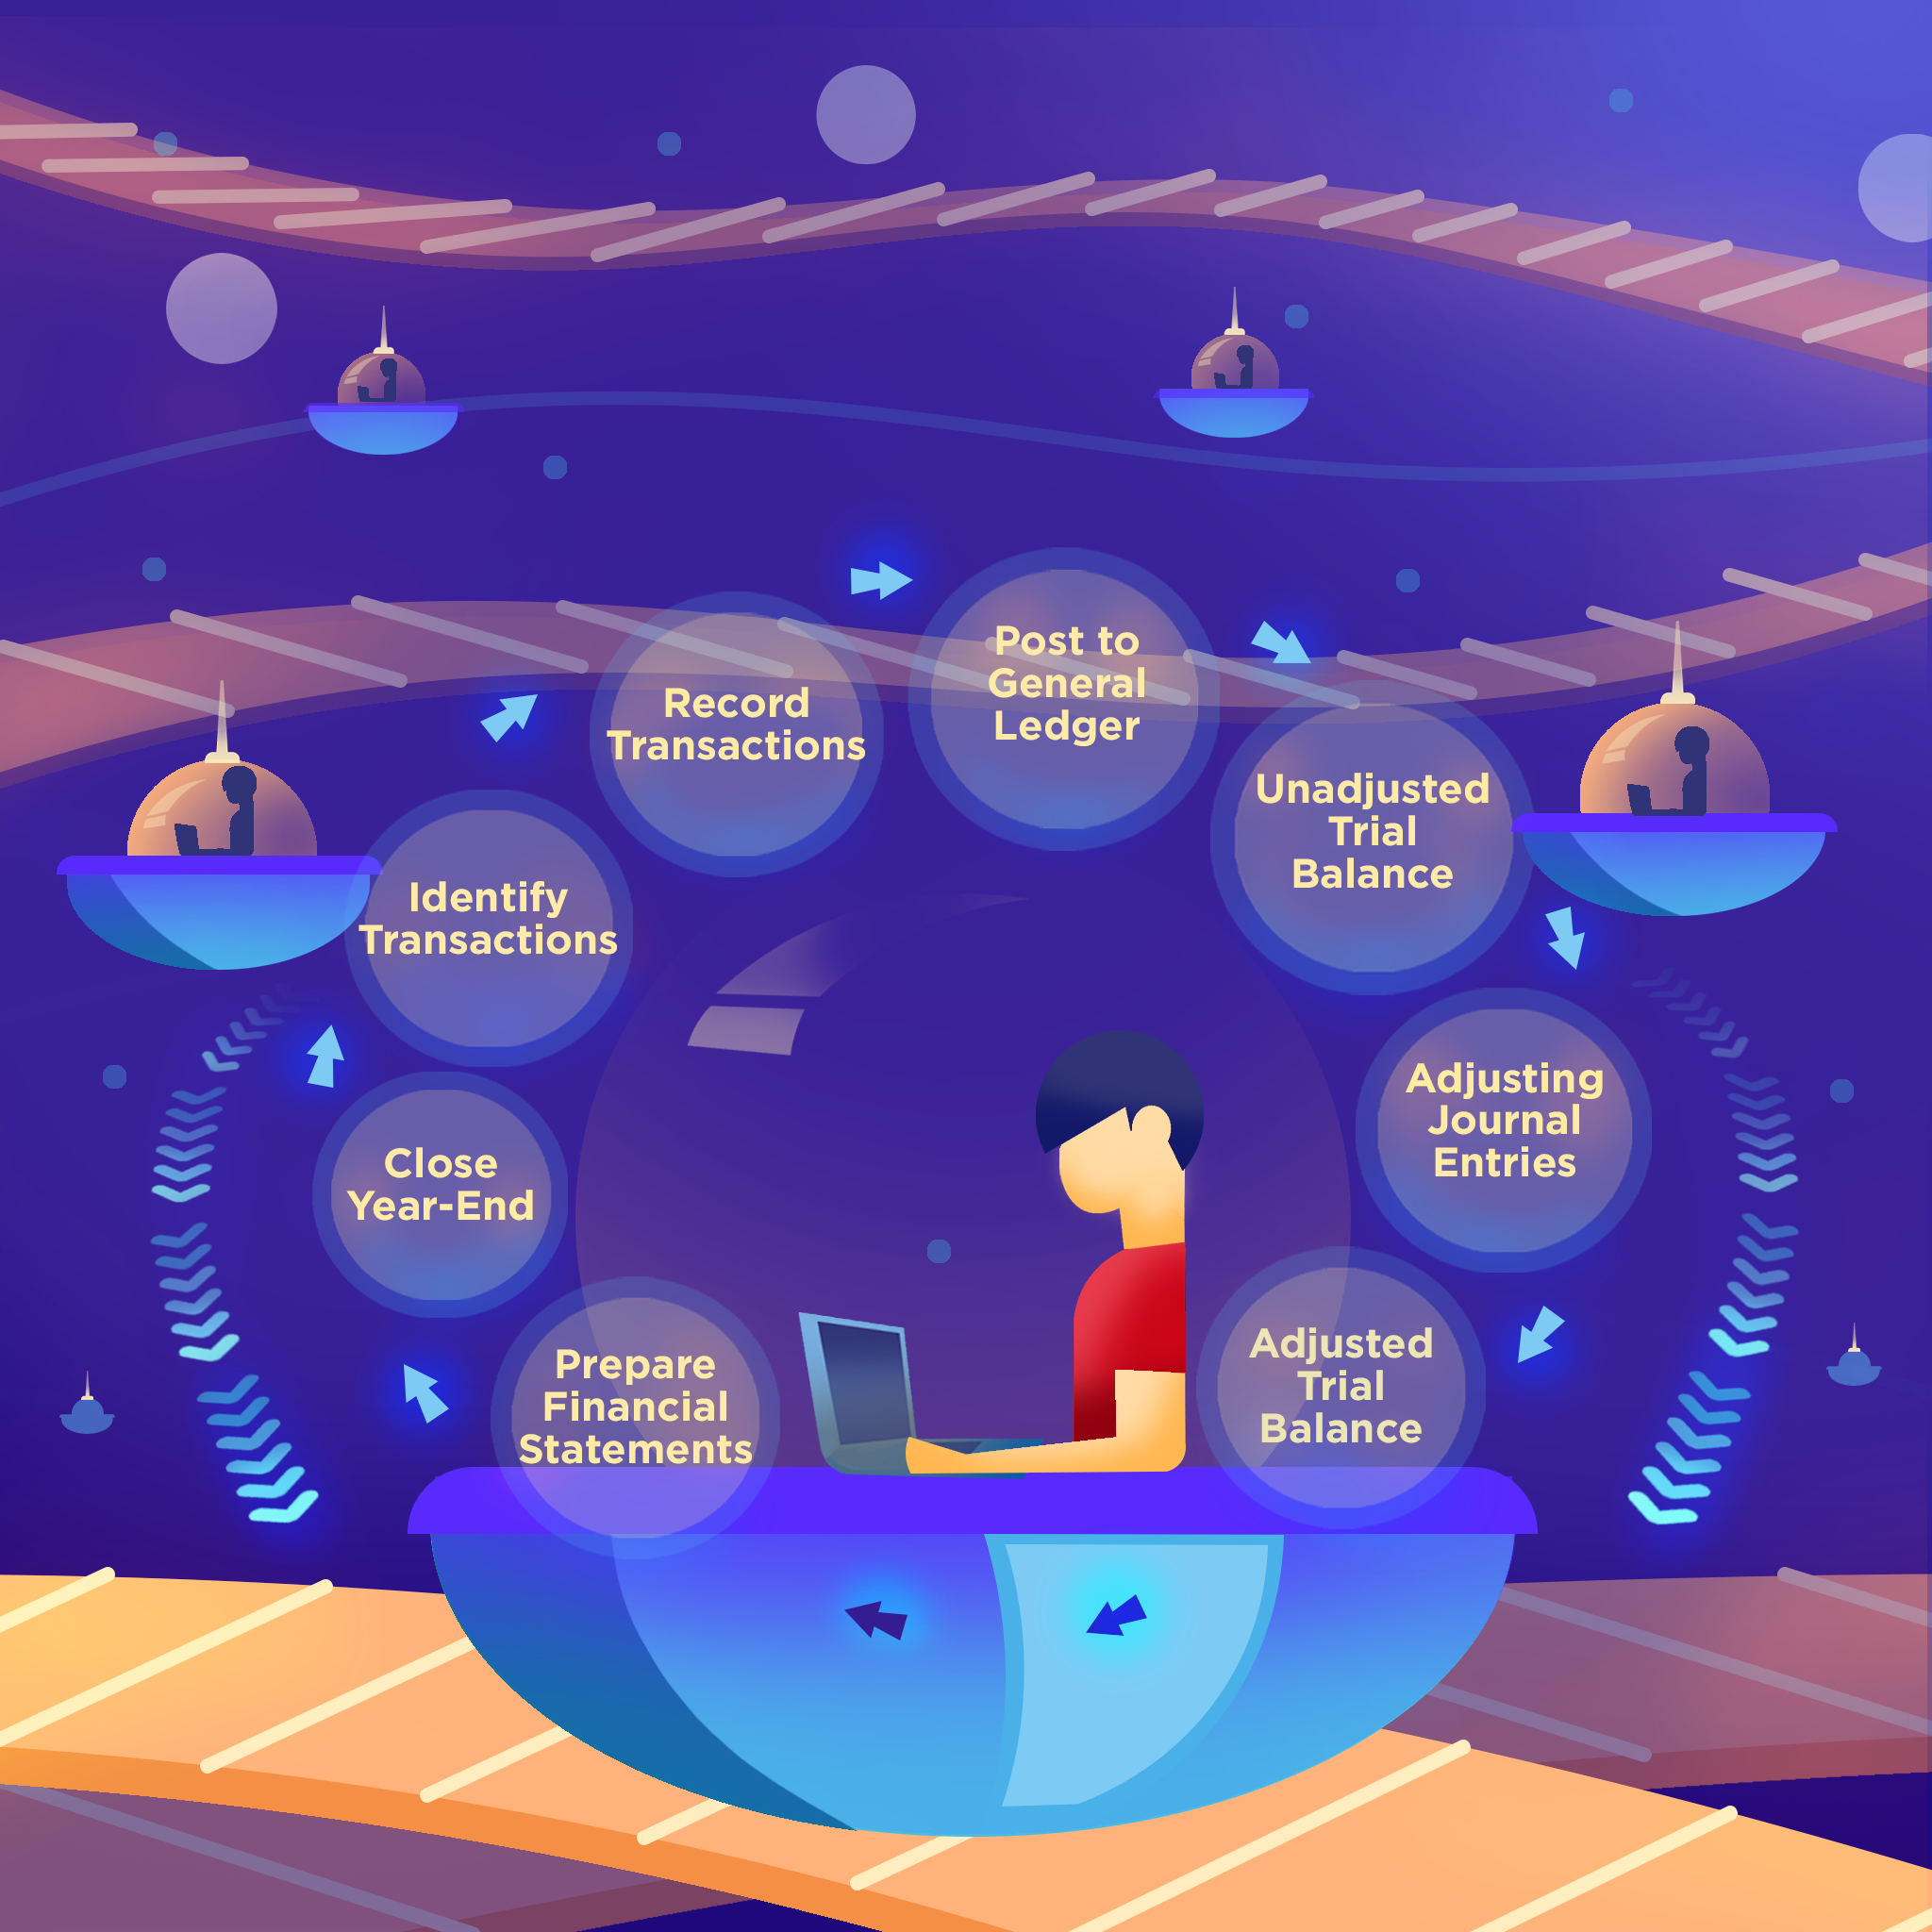 Record
Transactions
Post to
General
Ledger
Unadjusted
Trial
Balance
Identify
Transactions
Adjusting
Journal
Entries
Close
Year-End
Adjusted
Trial
Balance
Prepare
Financial
Statements